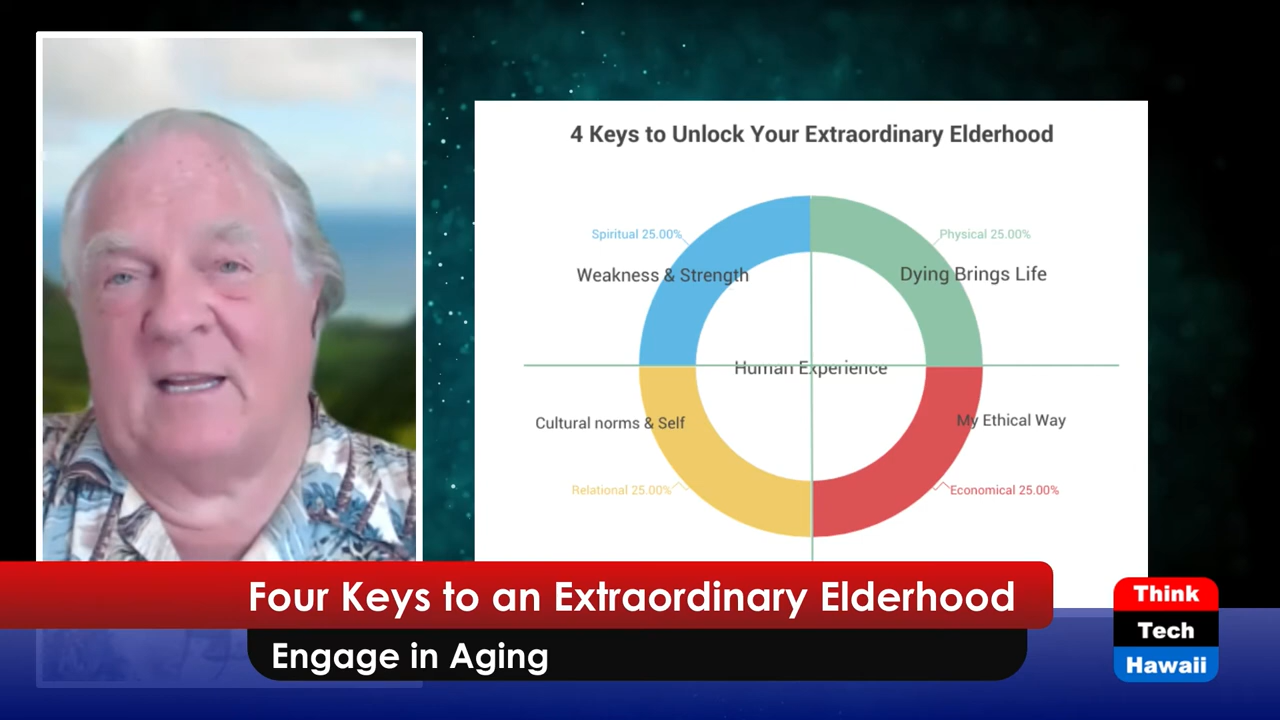 4 Keys to Unlock Your Extraordinary Elderhood
Spiritual 25.00%
Physical 25.00%
Weakness & Strength
Dying Brings Life
Human Experience
Cultural norms & Self
My Ethical Way
Relational 25.00%
Economical 25.00%
Four Keys to an Extraordinary Elderhood
Engage in Aging
Think
Tech
Hawaii